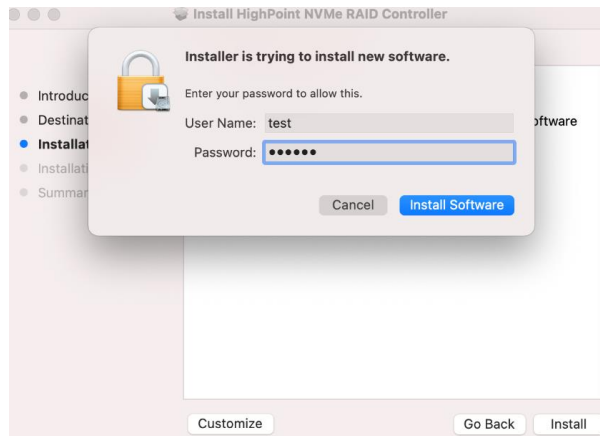 Install HighPoint NVMe RAID Controller
Installer is trying to install new software.
Enter your password to allow this.
User Name: test
Password: ••••••
Cancel
Install Software
Introduc
Destinat
oftware
Installat
Installati
Summar
Customize
Go Back
Install